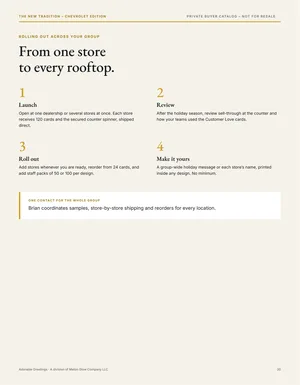 THE NEW TRADITION • CHEVROLET EDITION
PRIVATE BUYER CATALOG • NOT FOR RESALE
ROLLING OUT ACROSS YOUR GROUP
From one store
to every rooftop.
1
Launch
Open at one dealership or several stores at once. Each store
receives 120 cards and the secured counter spinner, shipped
direct.
2
Review
After the holiday season, review sell-through at the counter and
how your teams used the Customer Love cards.
3
Roll out
Add stores whenever you are ready, reorder from 24 cards, and
add staff packs of 50 or 100 per design.
4
Make it yours
A group-wide holiday message or each store's name, printed
inside any design. No minimum.
ONE CONTACT FOR THE WHOLE GROUP
Brian coordinates samples, store-by-store shipping and reorders for every location.
Greetings • A division of
Company LLC